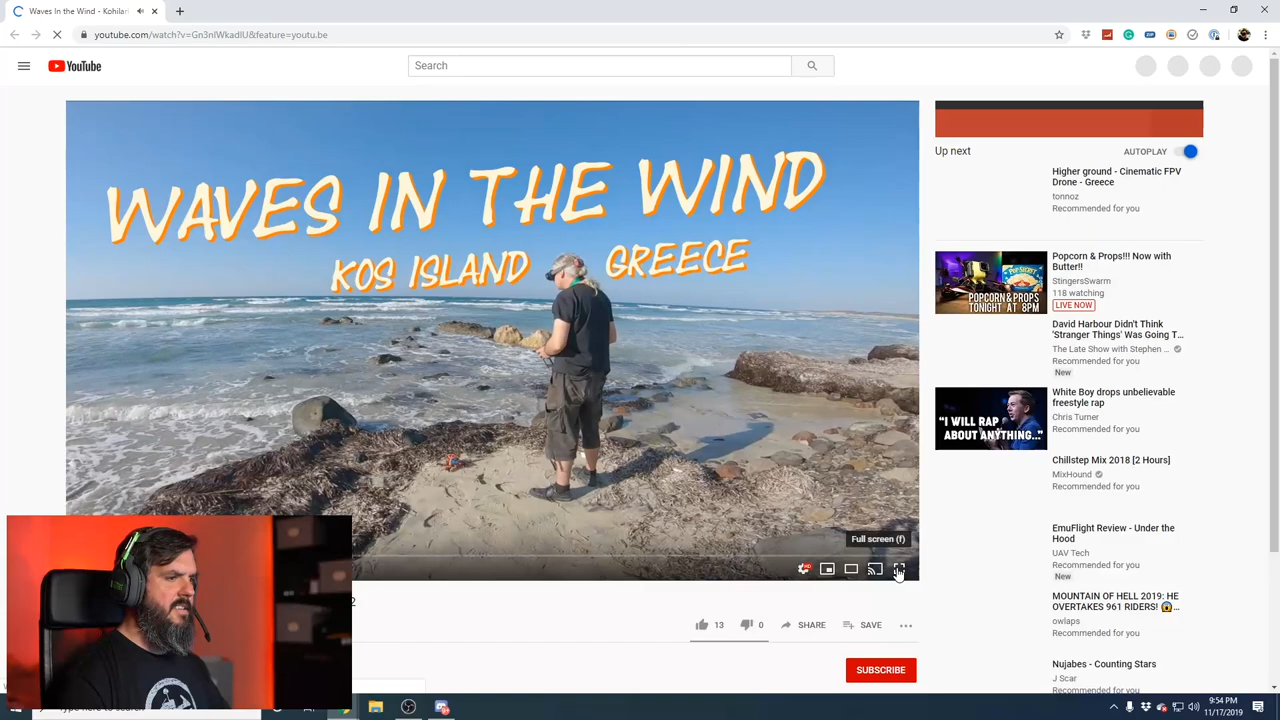 Waves In the Wind - Kohilari
youtube.com/watch?v=Gn3nIWkadIU&feature=youtu.be
YouTube
Search
WAVES IN THE WIND
KOS ISLAND GREECE
Full screen (f)
HD
2
13
0
SHARE
SAVE
SUBSCRIBE
Up next
AUTOPLAY
Higher ground - Cinematic FPV
Drone - Greece
tonnoz
Recommended for you
POPCORN & PROPS
TONIGHT AT 8PM
Popcorn & Props!!! Now with
Butter!!
StingersSwarm
118 watching
LIVE NOW
David Harbour Didn't Think
'Stranger Things' Was Going T...
The Late Show with Stephen ...
Recommended for you
New
"I WILL RAP
ABOUT ANYTHING..."
White Boy drops unbelievable
freestyle rap
Chris Turner
Recommended for you
Chillstep Mix 2018 [2 Hours]
MixHound
Recommended for you
EmuFlight Review - Under the
Hood
UAV Tech
Recommended for you
New
MOUNTAIN OF HELL 2019: HE
OVERTAKES 961 RIDERS! 😱...
owlaps
Recommended for you
Nujabes - Counting Stars
J Scar
Recommended for you
9:54 PM
11/17/2019